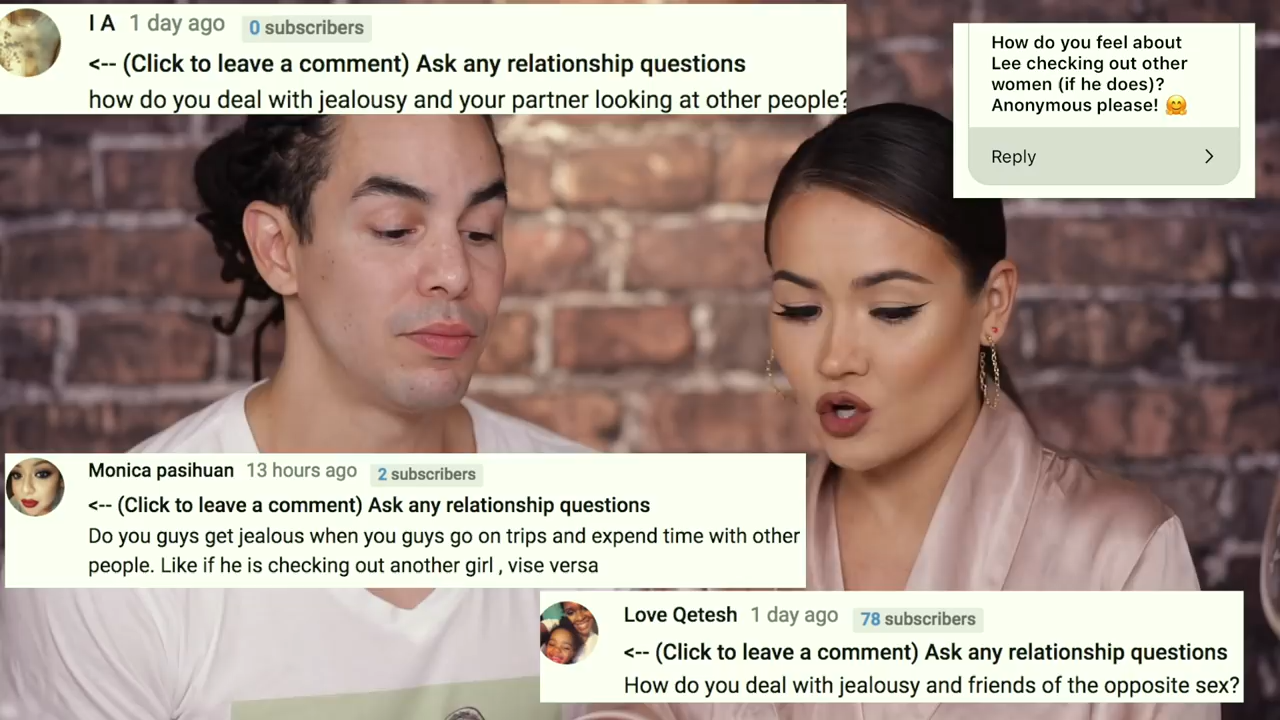 I A 1 day ago 0 subscribers
<-- (Click to leave a comment) Ask any relationship questions
how do you deal with jealousy and your partner looking at other people?
How do you feel about
Lee checking out other
women (if he does)?
Anonymous please! 🤗
Reply
Monica pasihuan 13 hours ago 2 subscribers
<-- (Click to leave a comment) Ask any relationship questions
Do you guys get jealous when you guys go on trips and expend time with other
people. Like if he is checking out another girl , vise versa
Love Qetesh 1 day ago 78 subscribers
<-- (Click to leave a comment) Ask any relationship questions
How do you deal with jealousy and friends of the opposite sex?